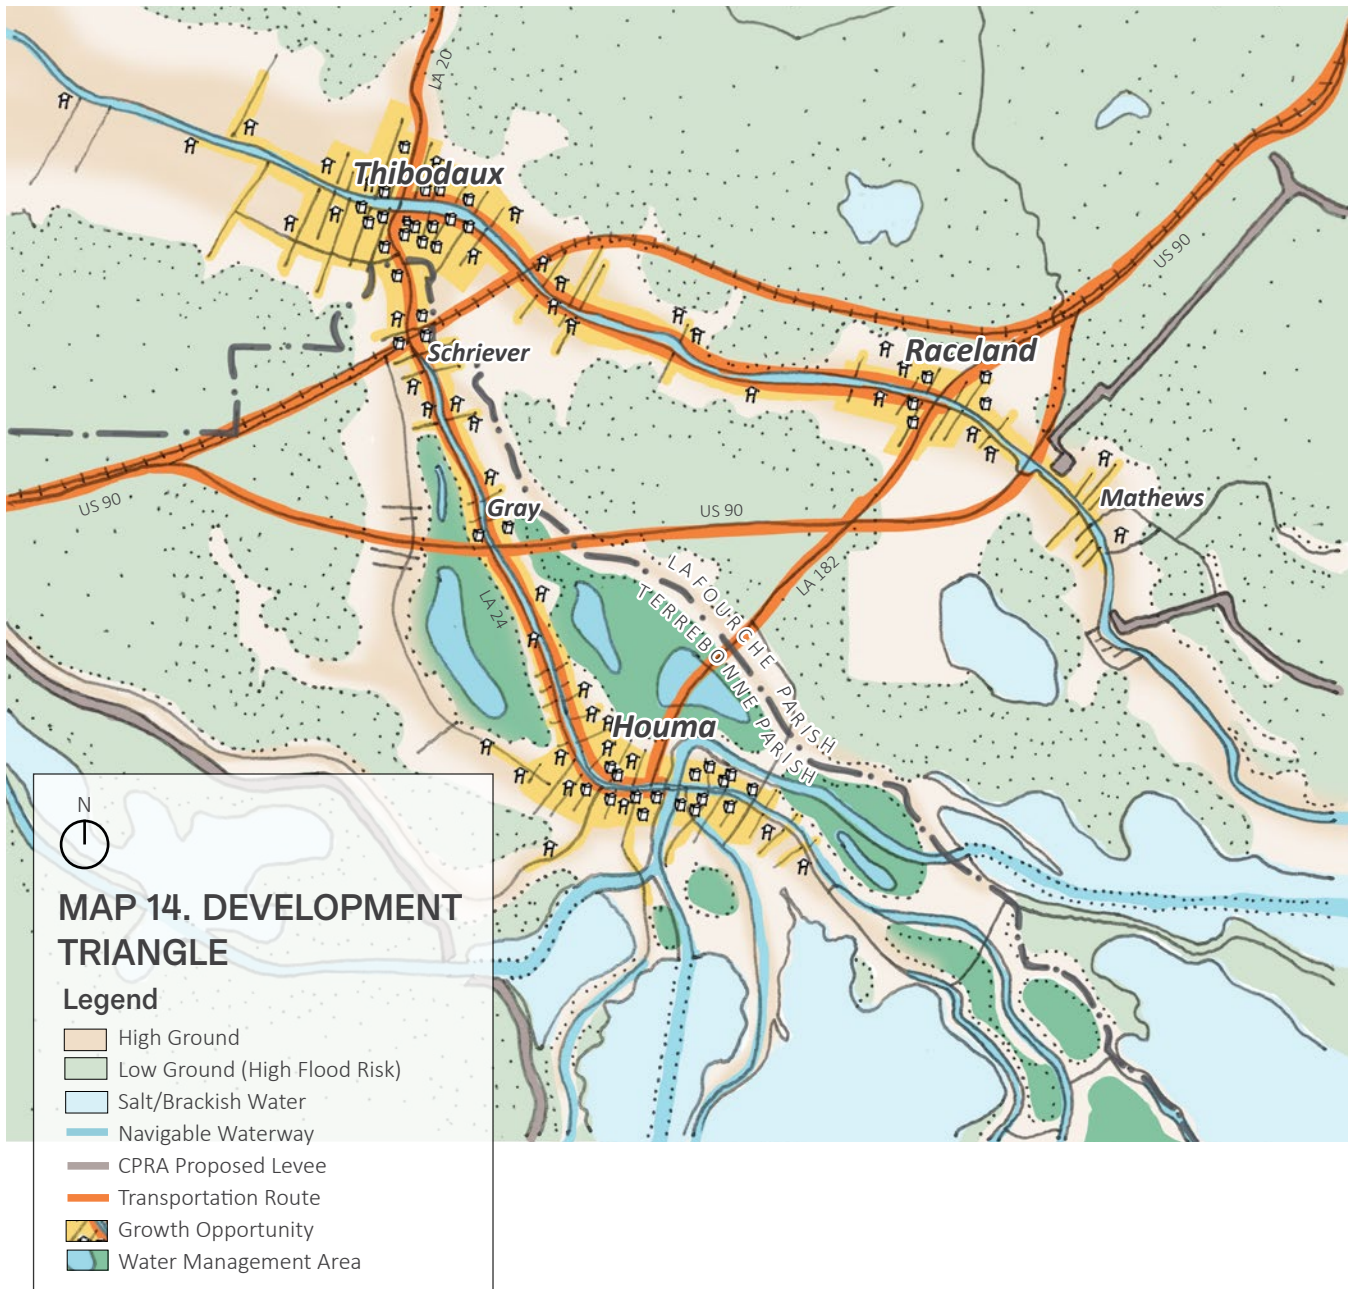 LA 20
Thibodaux
US 90
Schriever
Raceland
Mathews
US 90
Gray
US 90
LA 182
LA 24
LAFOURCHE PARISH
TERREBONNE PARISH
Houma
N
MAP 14. DEVELOPMENT
TRIANGLE
Legend
High Ground
Low Ground (High Flood Risk)
Salt/Brackish Water
Navigable Waterway
CPRA Proposed Levee
Transportation Route
Growth Opportunity
Water Management Area